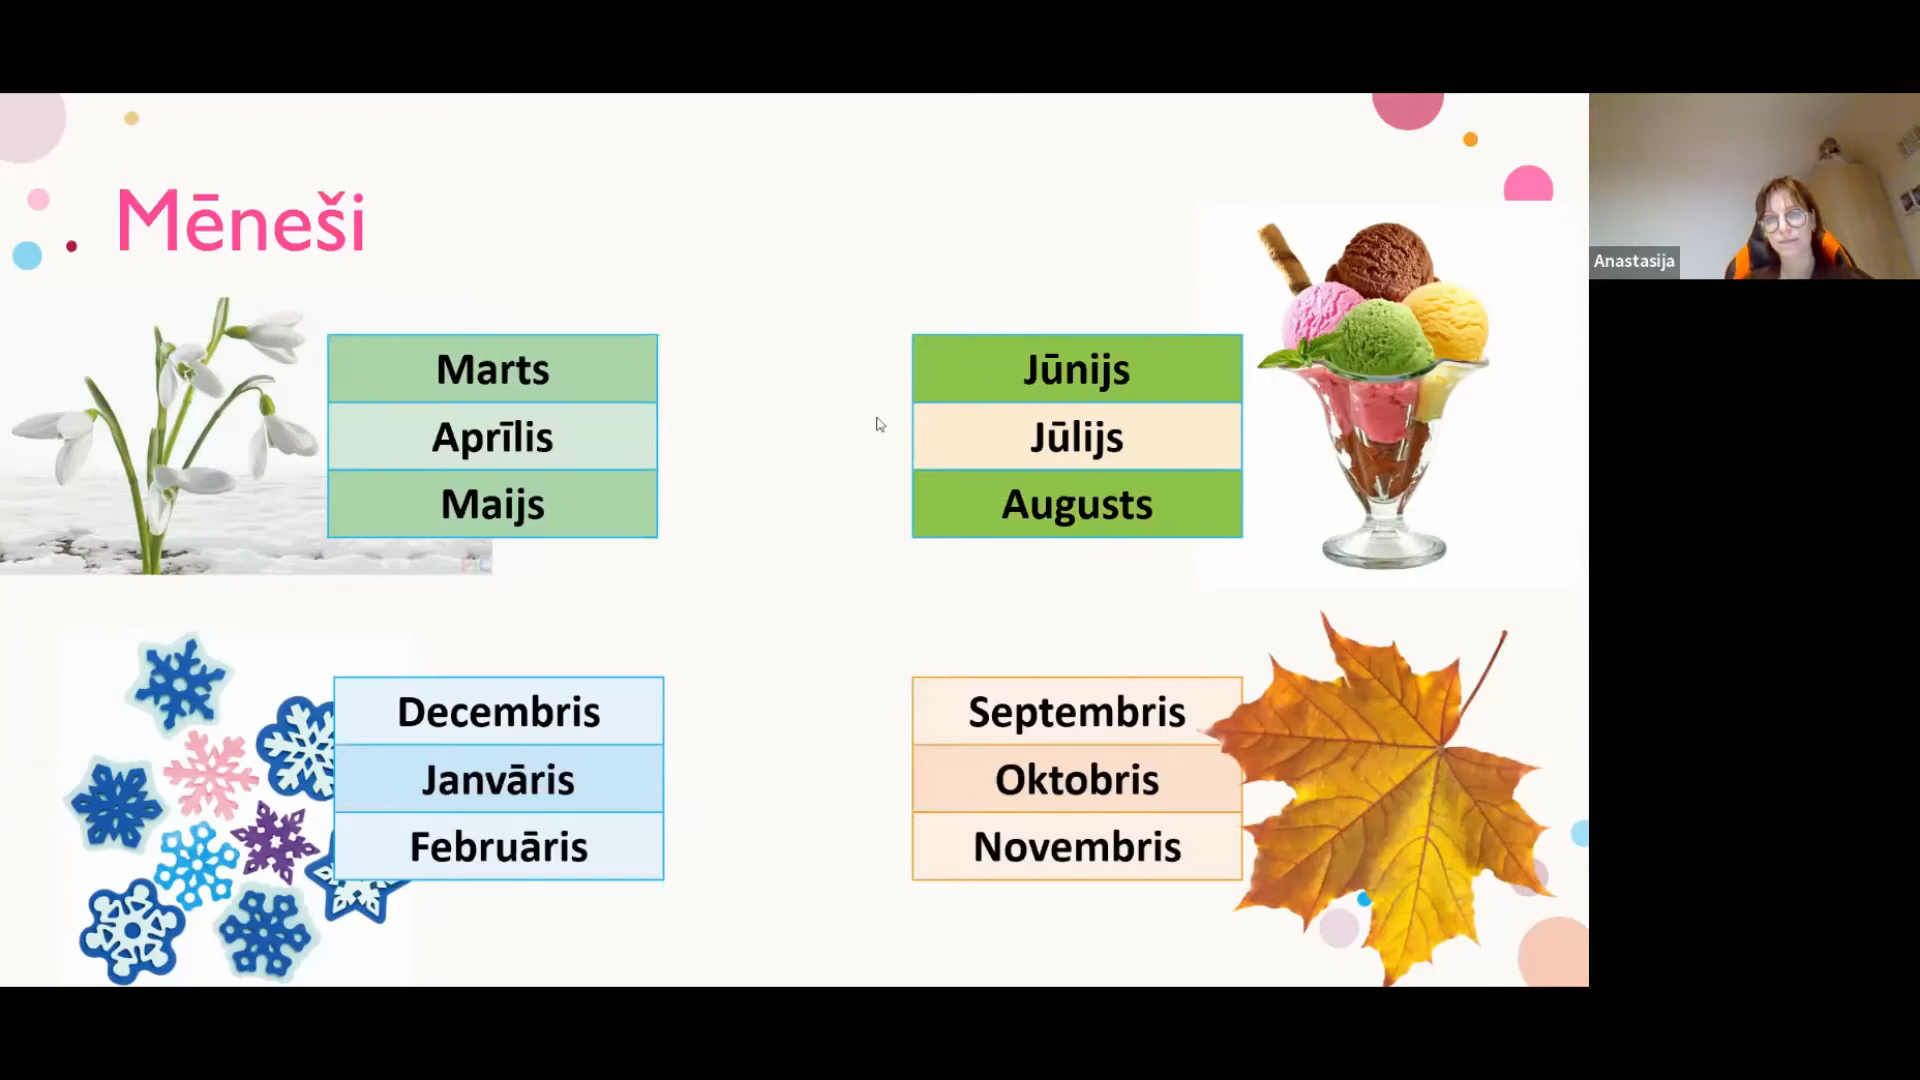 Mēneši
Marts
Aprīlis
Maijs
Jūnijs
Jūlijs
Augusts
Decembris
Janvāris
Februāris
Septembris
Oktobris
Novembris
Anastasija